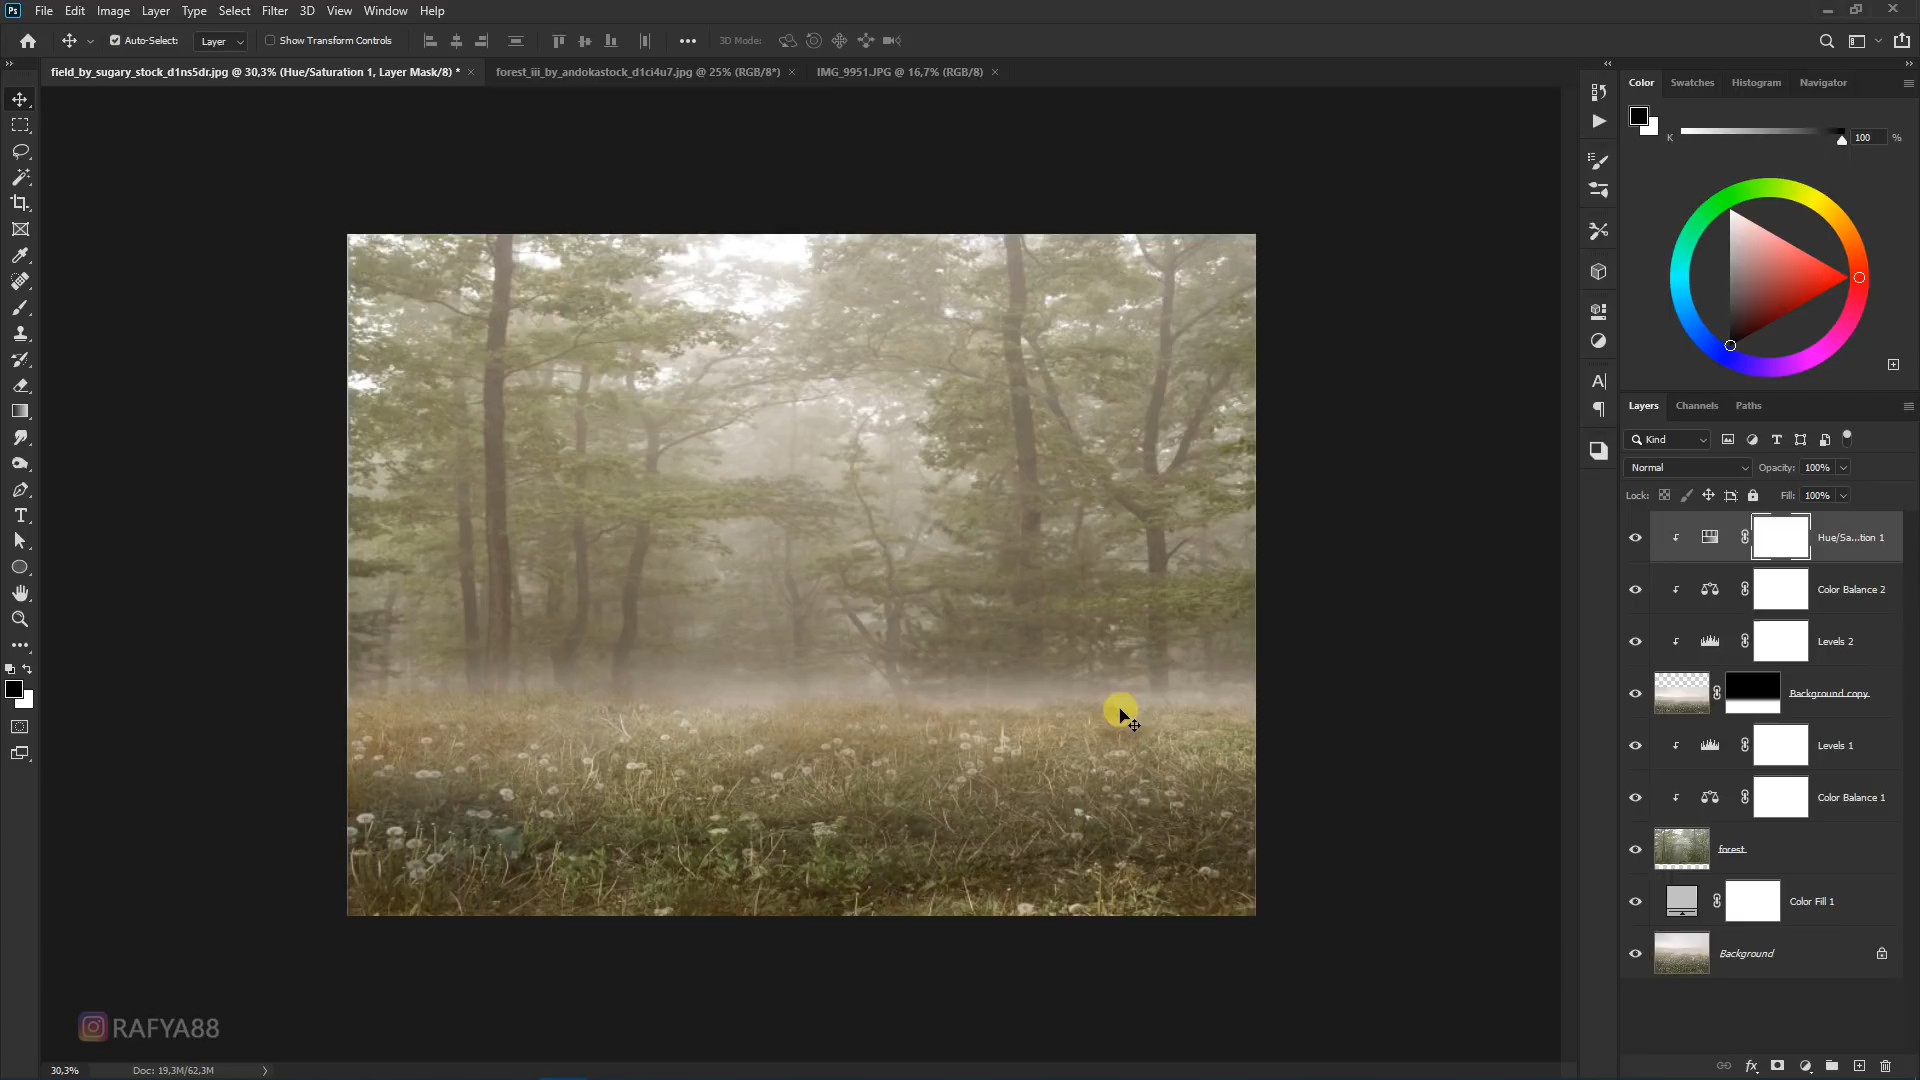 Ps File Edit Image Layer Type Select Filter 3D View Window Help
Auto-Select: Layer Show Transform Controls 3D Mode:
field_by_sugary_stock_d1ns5dr.jpg @ 30,3% (Hue/Saturation 1, Layer Mask/8) * forest_iii_by_andokastock_d1ci4u7.jpg @ 25% (RGB/8*) IMG_9951.JPG @ 16,7% (RGB/8)
Color Swatches Histogram Navigator
K 100 %
Layers Channels Paths
Kind
Normal Opacity: 100%
Lock: Fill: 100%
Hue/Sa...tion 1
Color Balance 2
Levels 2
Background copy
Levels 1
Color Balance 1
forest
Color Fill 1
Background
RAFYA88
30,3% Doc: 19,3M/62,3M